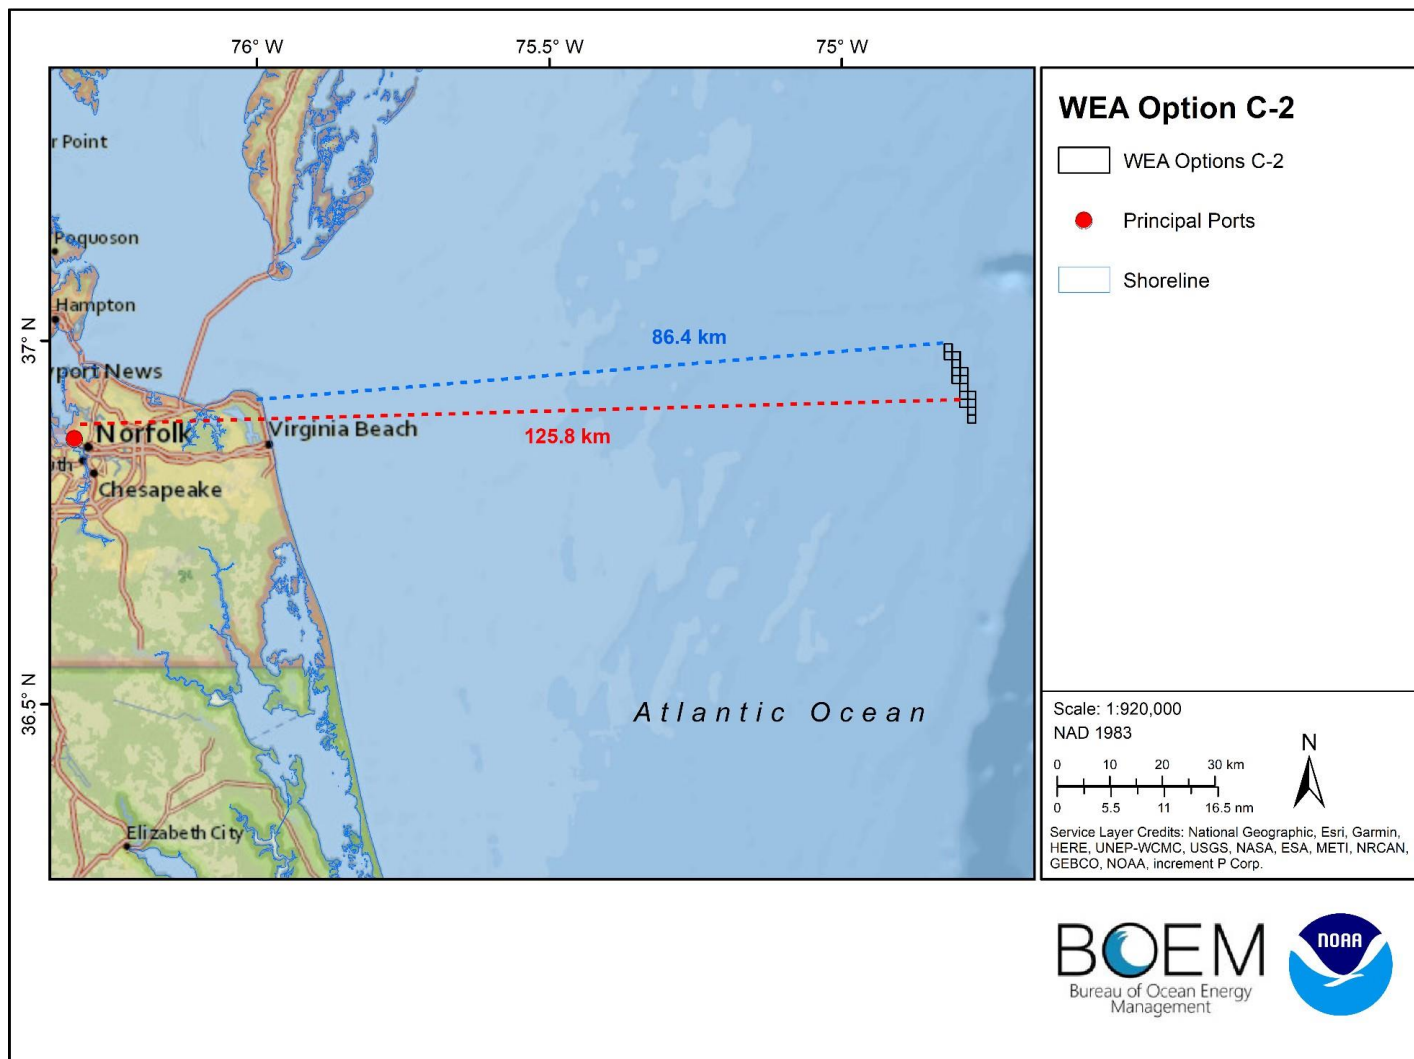 76° W
75.5° W
75° W
37° N
36.5° N
r Point
Poquoson
Hampton
wport News
Norfolk
Virginia Beach
uth
Chesapeake
Elizabeth City
86.4 km
125.8 km
Atlantic Ocean
WEA Option C-2
WEA Options C-2
Principal Ports
Shoreline
Scale: 1:920,000
NAD 1983
0 10 20 30 km
0 5.5 11 16.5 nm
N
Service Layer Credits: National Geographic, Esri, Garmin,
HERE, UNEP-WCMC, USGS, NASA, ESA, METI, NRCAN,
GEBCO, NOAA, increment P Corp.
BOEM
Bureau of Ocean Energy
Management
NOAA